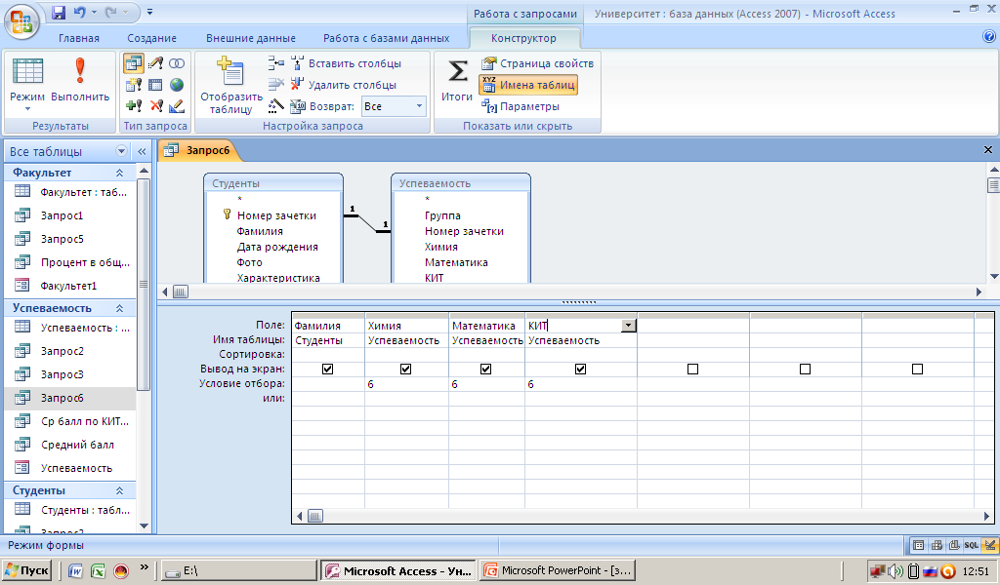 Работа с запросами Университет : база данных (Access 2007) - Microsoft Access
Главная Создание Внешние данные Работа с базами данных Конструктор
Режим Выполнить
Результаты
Тип запроса
Отобразить таблицу
Вставить столбцы
Удалить столбцы
Возврат: Все
Настройка запроса
Итоги
Страница свойств
XYZ Имена таблиц
Параметры
Показать или скрыть
Все таблицы
Факультет
Факультет : таб...
Запрос1
Запрос5
Процент в общ...
Факультет1
Успеваемость
Успеваемость : ...
Запрос2
Запрос3
Запрос6
Ср балл по КИТ...
Средний балл
Успеваемость
Студенты
Студенты : табл...
Запрос6
Студенты
*
Номер зачетки
Фамилия
Дата рождения
Фото
Характеристика
1
1
Успеваемость
*
Группа
Номер зачетки
Химия
Математика
КИТ
Поле: Фамилия Химия Математика КИТ
Имя таблицы: Студенты Успеваемость Успеваемость Успеваемость
Сортировка:
Вывод на экран:
Условие отбора: 6 6 6
или:
Режим формы
SQL
Пуск
E:\
Microsoft Access - Ун...
Microsoft PowerPoint - [з...
12:51